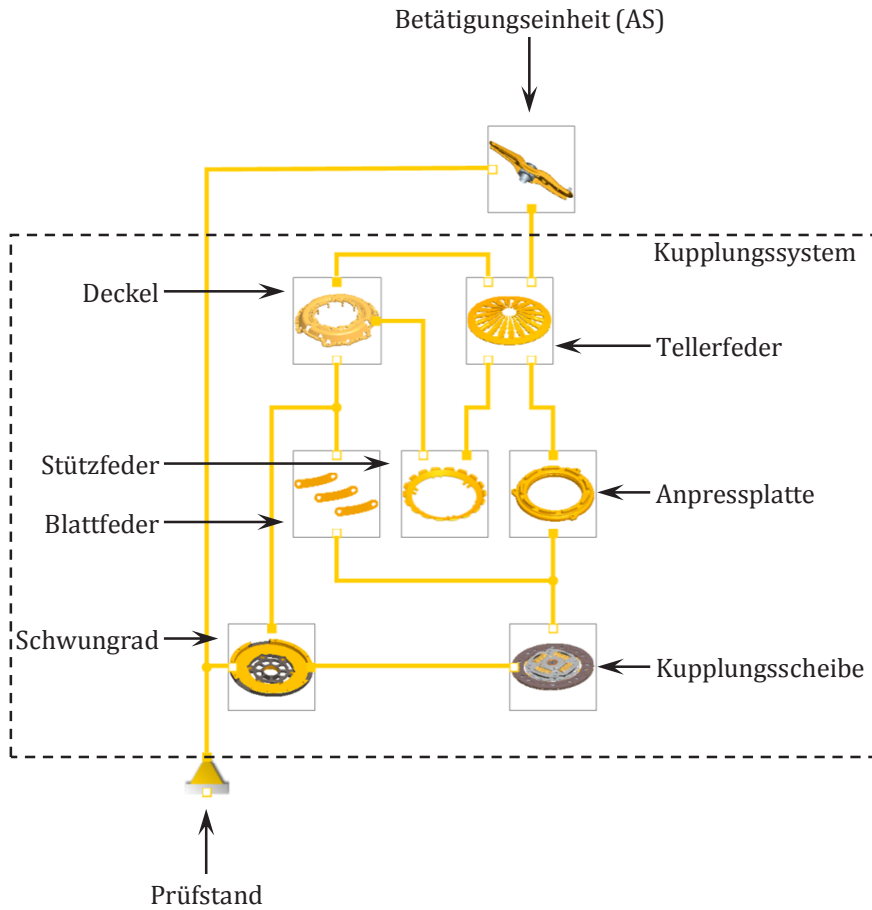 Betätigungseinheit (AS)
Kupplungssystem
Deckel
Tellerfeder
Stützfeder
Anpressplatte
Blattfeder
Schwungrad
Kupplungsscheibe
Prüfstand